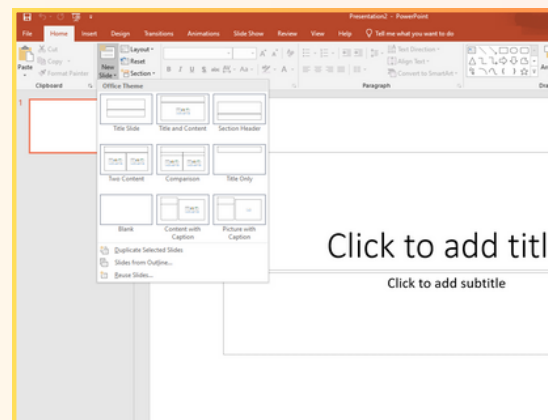 Presentation2 - PowerPoint
File Home Insert Design Transitions Animations Slide Show Review View Help Tell me what you want to do
Cut
Copy
Format Painter
Paste
Clipboard
New
Slide
Layout
Reset
Section
B I U S abc AV Aa A
Text Direction
Align Text
Convert to SmartArt
Paragraph
Office Theme
1
Title Slide Title and Content Section Header
Two Content Comparison Title Only
Blank Content with Caption Picture with Caption
Duplicate Selected Slides
Slides from Outline...
Reuse Slides...
Click to add titl
Click to add subtitle